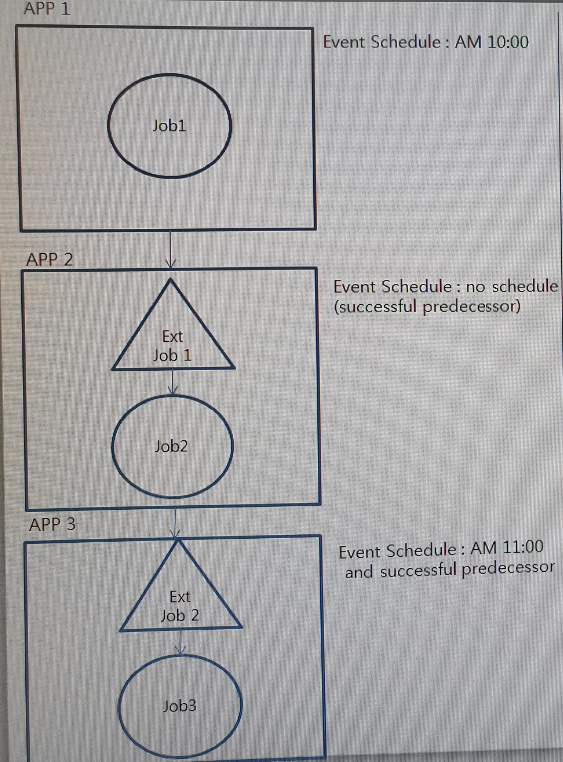 APP 1
Event Schedule : AM 10:00
Job1
APP 2
Event Schedule : no schedule
(successful predecessor)
Ext
Job 1
Job2
APP 3
Event Schedule : AM 11:00
and successful predecessor
Ext
Job 2
Job3